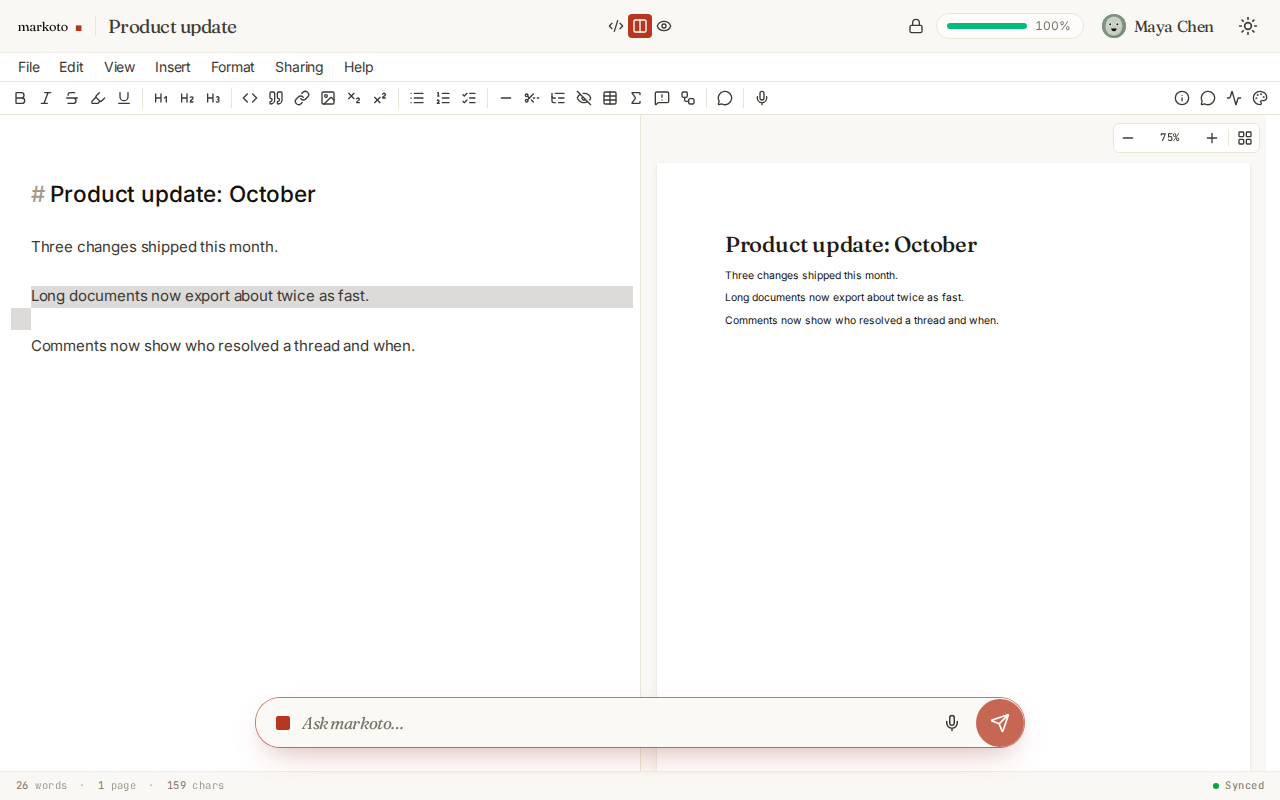 markoto
Product update
100%
Maya Chen
File Edit View Insert Format Sharing Help
H1 H2 H3
75%
# Product update: October
Three changes shipped this month.
Long documents now export about twice as fast.
Comments now show who resolved a thread and when.
Product update: October
Three changes shipped this month.
Long documents now export about twice as fast.
Comments now show who resolved a thread and when.
Ask markoto...
26 words · 1 page · 159 chars
Synced